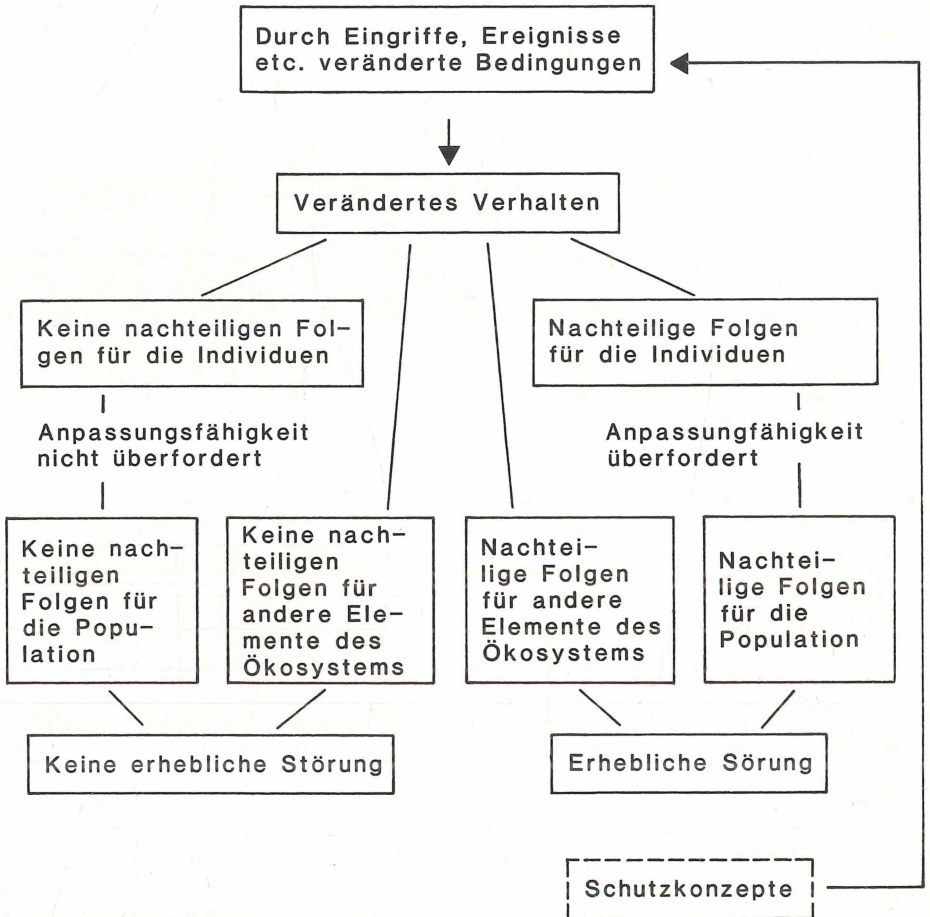 Durch Eingriffe, Ereignisse
etc. veränderte Bedingungen
Verändertes Verhalten
Keine nachteiligen Fol-
gen für die Individuen
Nachteilige Folgen
für die Individuen
Anpassungsfähigkeit
nicht überfordert
Anpassungfähigkeit
überfordert
Keine nach-
teiligen
Folgen für
die Popu-
lation
Keine nach-
teiligen
Folgen für
andere Ele-
mente des
Ökosystems
Nachtei-
lige Folgen
für andere
Elemente des
Ökosystems
Nachtei-
lige Folgen
für die
Population
Keine erhebliche Störung
Erhebliche Sörung
Schutzkonzepte